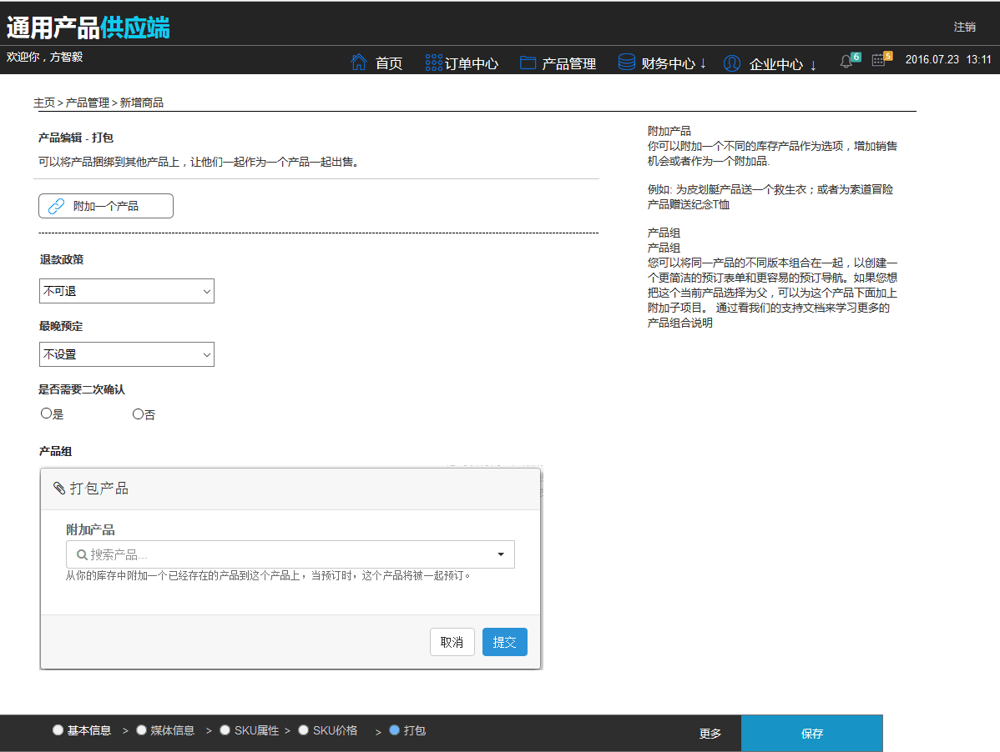 通用产品供应端
注销
欢迎你，方智毅
首页 订单中心 产品管理 财务中心↓ 企业中心 ↓ 6 5 2016.07.23 13:11
主页 > 产品管理 > 新增商品
产品编辑 - 打包
可以将产品捆绑到其他产品上，让他们一起作为一个产品一起出售。
附加一个产品
退款政策
不可退
最晚预定
不设置
是否需要二次确认
是 否
产品组
打包产品
附加产品
搜索产品...
从你的库存中附加一个已经存在的产品到这个产品上，当预订时，这个产品将被一起预订。
取消 提交
附加产品
你可以附加一个不同的库存产品作为选项，增加销售
机会或者作为一个附加品.
例如: 为皮划艇产品送一个救生衣；或者为索道冒险
产品赠送纪念T恤
产品组
产品组
您可以将同一产品的不同版本组合在一起，以创建一
个更简洁的预订表单和更容易的预订导航。如果您想
把这个当前产品选择为父，可以为这个产品下面加上
附加子项目。 通过看我们的支持文档来学习更多的
产品组合说明
基本信息 > 媒体信息 > SKU属性 > SKU价格 > 打包
更多
保存